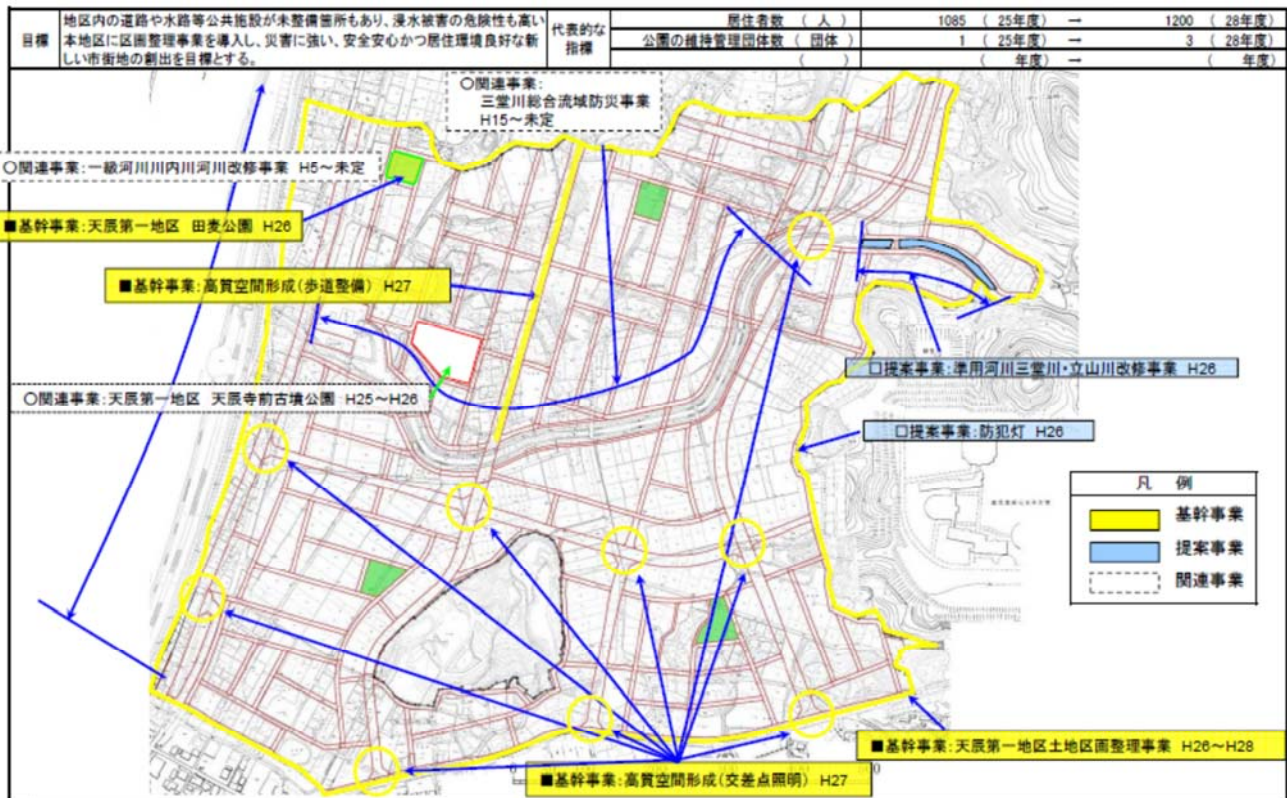 目標
地区内の道路や水路等公共施設が未整備箇所もあり、浸水被害の危険性も高い
本地区に区画整理事業を導入し、災害に強い、安全安心かつ居住環境良好な新
しい市街地の創出を目標とする。
代表的な
指標
居住者数 （ 人 ） 1085 （ 25年度） → 1200 （ 28年度）
公園の維持管理団体数 （ 団体 ） 1 （ 25年度） → 3 （ 28年度）
（ ） （ 年度） → （ 年度）
○関連事業：
三堂川総合流域防災事業
H15～未定
○関連事業：一級河川川内川河川改修事業 H5～未定
■基幹事業：天辰第一地区 田麦公園 H26
■基幹事業：高質空間形成（歩道整備） H27
□提案事業：準用河川三堂川・立山川改修事業 H26
○関連事業：天辰第一地区 天辰寺前古墳公園 H25～H26
□提案事業：防犯灯 H26
凡 例
基幹事業
提案事業
関連事業
■基幹事業：天辰第一地区土地区画整理事業 H26～H28
■基幹事業：高質空間形成（交差点照明） H27